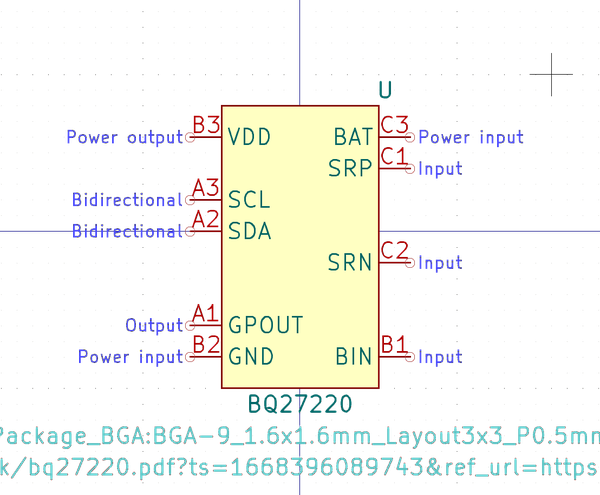 U
B3 C3
Power output VDD BAT Power input
C1
SRP Input
A3
Bidirectional SCL
A2
Bidirectional SDA
C2
SRN Input
A1
Output GPOUT
B2 B1
Power input GND BIN Input
BQ27220
Package_BGA:BGA-9_1.6x1.6mm_Layout3x3_P0.5mm
k/bq27220.pdf?ts=1668396089743&ref_url=https